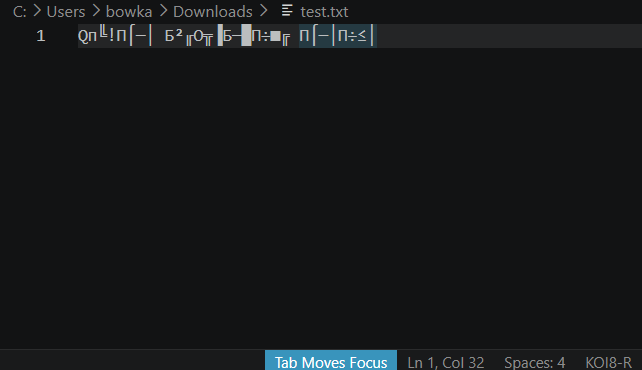 C: > Users > bowka > Downloads > test.txt
1 Qп╚!П⌠─│ Б²╓О╦▐Б─█П÷■╔ П⌠─│П÷≤│
Tab Moves Focus Ln 1, Col 32 Spaces: 4 KOI8-R